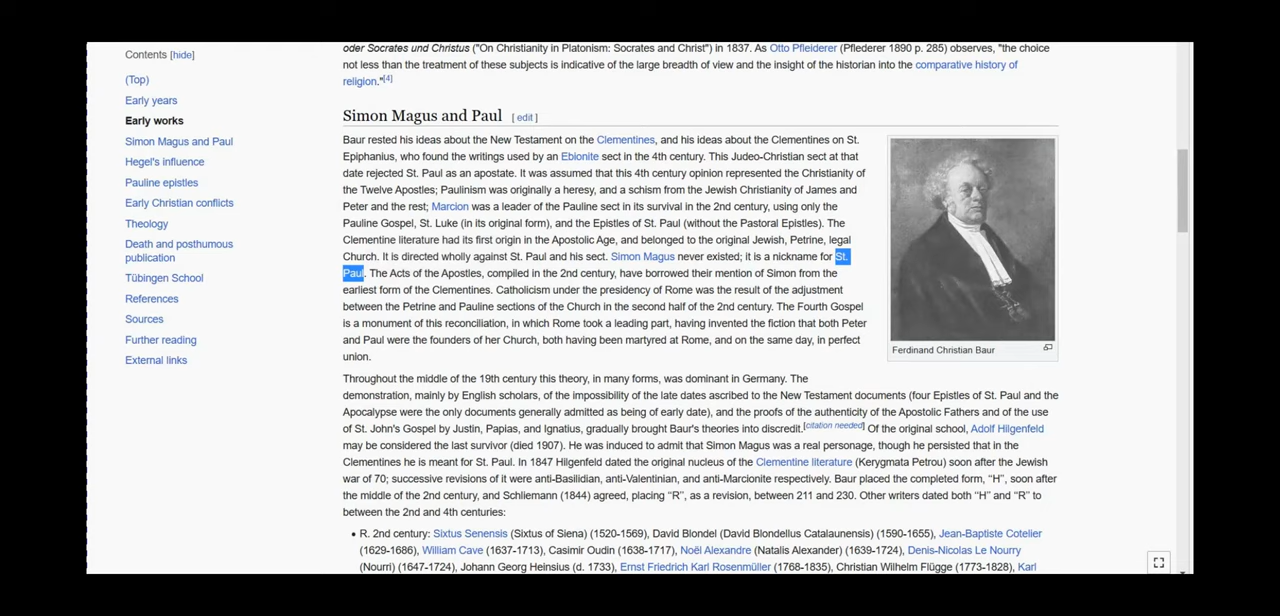 Contents [hide]
(Top)
Early years
Early works
Simon Magus and Paul
Hegel's influence
Pauline epistles
Early Christian conflicts
Theology
Death and posthumous
publication
Tübingen School
References
Sources
Further reading
External links
oder Socrates und Christus ("On Christianity in Platonism: Socrates and Christ") in 1837. As Otto Pfleiderer (Pflederer 1890 p. 285) observes, "the choice
not less than the treatment of these subjects is indicative of the large breadth of view and the insight of the historian into the comparative history of
religion."[4]
Simon Magus and Paul [ edit ]
Baur rested his ideas about the New Testament on the Clementines, and his ideas about the Clementines on St.
Epiphanius, who found the writings used by an Ebionite sect in the 4th century. This Judeo-Christian sect at that
date rejected St. Paul as an apostate. It was assumed that this 4th century opinion represented the Christianity of
the Twelve Apostles; Paulinism was originally a heresy, and a schism from the Jewish Christianity of James and
Peter and the rest; Marcion was a leader of the Pauline sect in its survival in the 2nd century, using only the
Pauline Gospel, St. Luke (in its original form), and the Epistles of St. Paul (without the Pastoral Epistles). The
Clementine literature had its first origin in the Apostolic Age, and belonged to the original Jewish, Petrine, legal
Church. It is directed wholly against St. Paul and his sect. Simon Magus never existed; it is a nickname for St.
Paul. The Acts of the Apostles, compiled in the 2nd century, have borrowed their mention of Simon from the
earliest form of the Clementines. Catholicism under the presidency of Rome was the result of the adjustment
between the Petrine and Pauline sections of the Church in the second half of the 2nd century. The Fourth Gospel
is a monument of this reconciliation, in which Rome took a leading part, having invented the fiction that both Peter
and Paul were the founders of her Church, both having been martyred at Rome, and on the same day, in perfect
union.
Ferdinand Christian Baur
Throughout the middle of the 19th century this theory, in many forms, was dominant in Germany. The
demonstration, mainly by English scholars, of the impossibility of the late dates ascribed to the New Testament documents (four Epistles of St. Paul and the
Apocalypse were the only documents generally admitted as being of early date), and the proofs of the authenticity of the Apostolic Fathers and of the use
of St. John's Gospel by Justin, Papias, and Ignatius, gradually brought Baur's theories into discredit.[citation needed] Of the original school, Adolf Hilgenfeld
may be considered the last survivor (died 1907). He was induced to admit that Simon Magus was a real personage, though he persisted that in the
Clementines he is meant for St. Paul. In 1847 Hilgenfeld dated the original nucleus of the Clementine literature (Kerygmata Petrou) soon after the Jewish
war of 70; successive revisions of it were anti-Basilidian, anti-Valentinian, and anti-Marcionite respectively. Baur placed the completed form, "H", soon after
the middle of the 2nd century, and Schliemann (1844) agreed, placing "R", as a revision, between 211 and 230. Other writers dated both "H" and "R" to
between the 2nd and 4th centuries:
• R. 2nd century: Sixtus Senensis (Sixtus of Siena) (1520-1569), David Blondel (David Blondellus Catalaunensis) (1590-1655), Jean-Baptiste Cotelier
(1629-1686), William Cave (1637-1713), Casimir Oudin (1638-1717), Noël Alexandre (Natalis Alexander) (1639-1724), Denis-Nicolas Le Nourry
(Nourri) (1647-1724), Johann Georg Heinsius (d. 1733), Ernst Friedrich Karl Rosenmüller (1768-1835), Christian Wilhelm Flügge (1773-1828), Karl